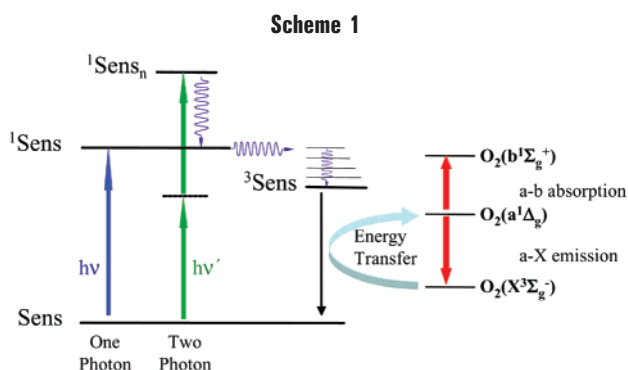 Scheme 1
¹Sensₙ
¹Sens
³Sens
hν
hν´
Sens
One
Photon
Two
Photon
Energy
Transfer
O₂(b¹Σg⁺)
a-b absorption
O₂(a¹Δg)
a-X emission
O₂(X³Σg⁻)